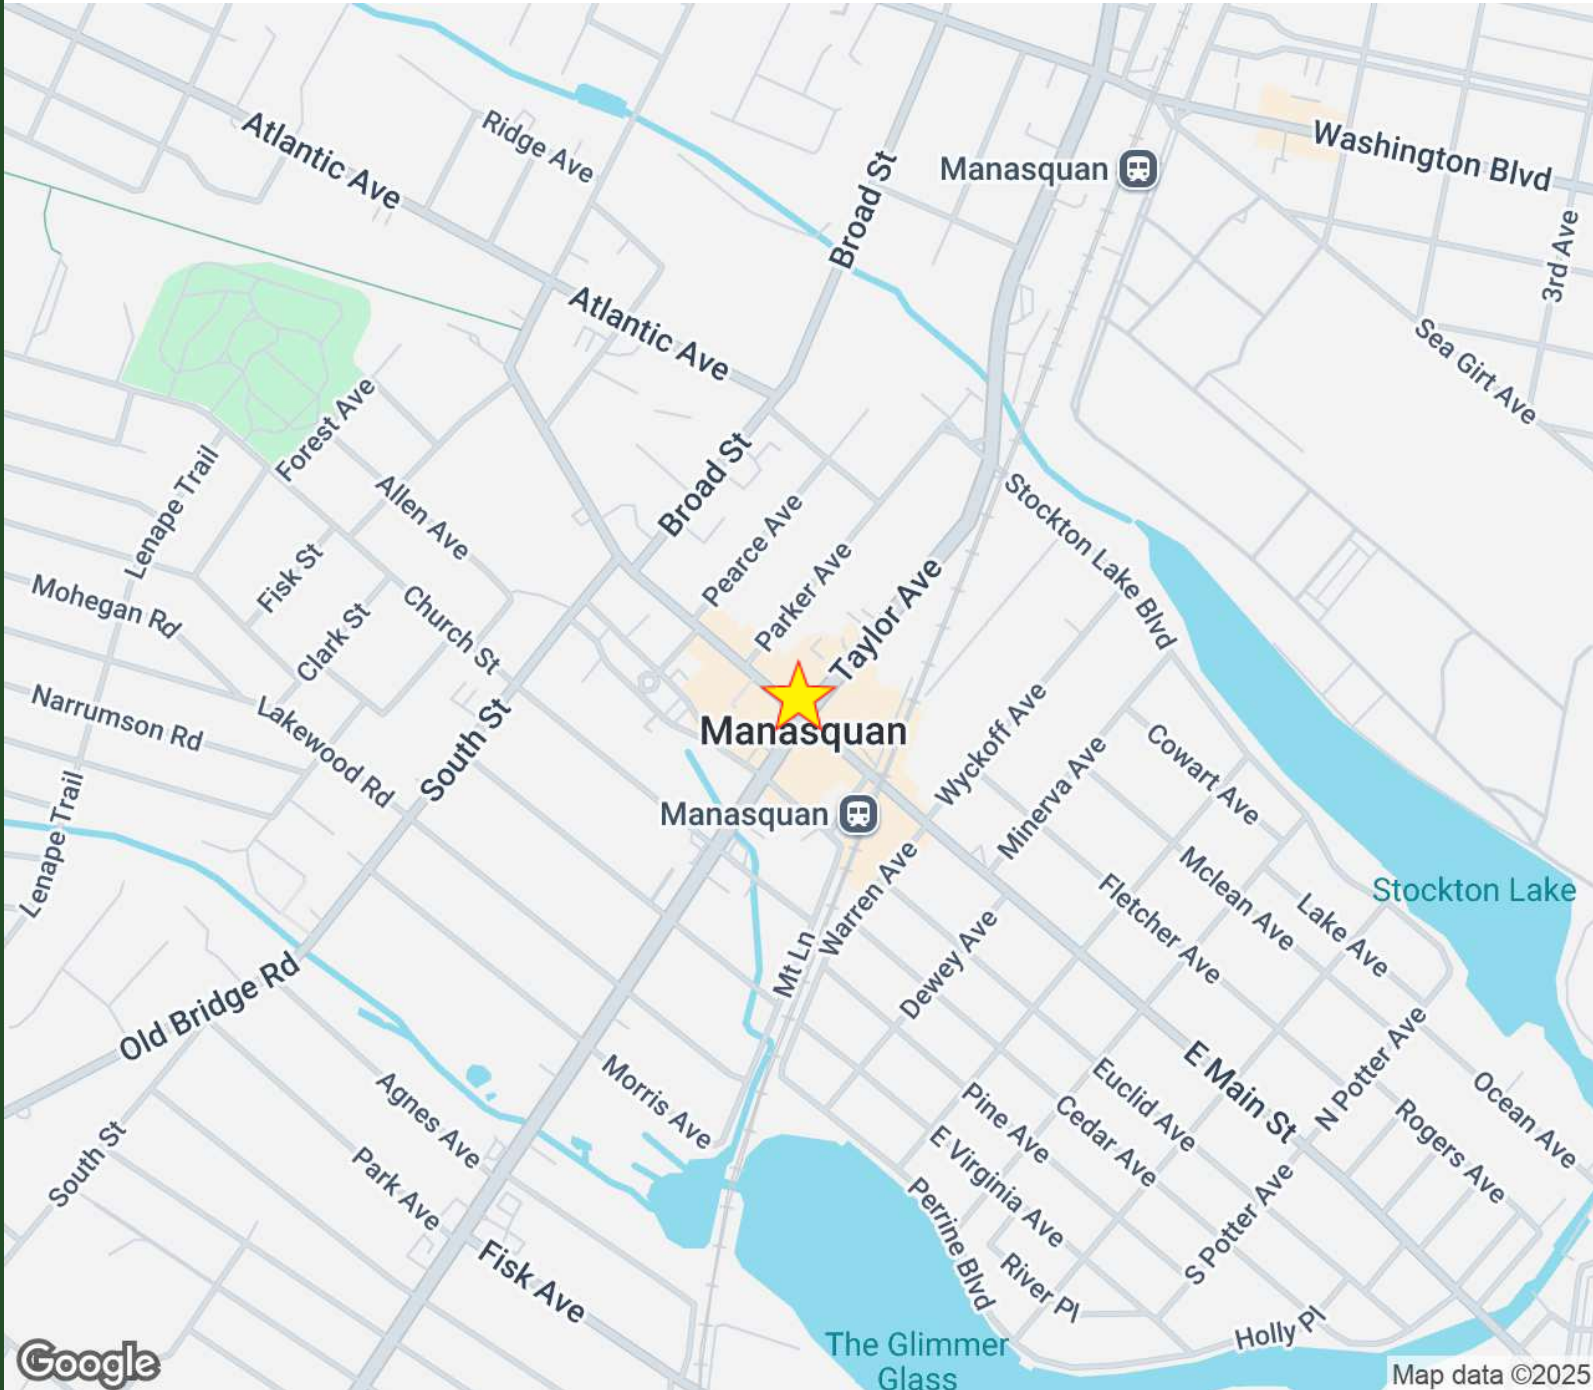 Atlantic Ave
Ridge Ave
Broad St
Manasquan
Washington Blvd
3rd Ave
Sea Girt Ave
Atlantic Ave
Forest Ave
Lenape Trail
Allen Ave
Broad St
Pearce Ave
Parker Ave
Taylor Ave
Stockton Lake Blvd
Fisk St
Clark St
Church St
Mohegan Rd
Narrumson Rd
Lakewood Rd
South St
Manasquan
Manasquan
Wyckoff Ave
Minerva Ave
Cowart Ave
Mclean Ave
Fletcher Ave
Lake Ave
Stockton Lake
Lenape Trail
Warren Ave
Mt Ln
Dewey Ave
Old Bridge Rd
Morris Ave
Agnes Ave
Park Ave
South St
Fisk Ave
Pine Ave
Cedar Ave
Euclid Ave
E Main St
N Potter Ave
Rogers Ave
Ocean Ave
E Virginia Ave
S Potter Ave
Perrine Blvd
River Pl
Holly Pl
The Glimmer
Glass
Google
Map data ©2025